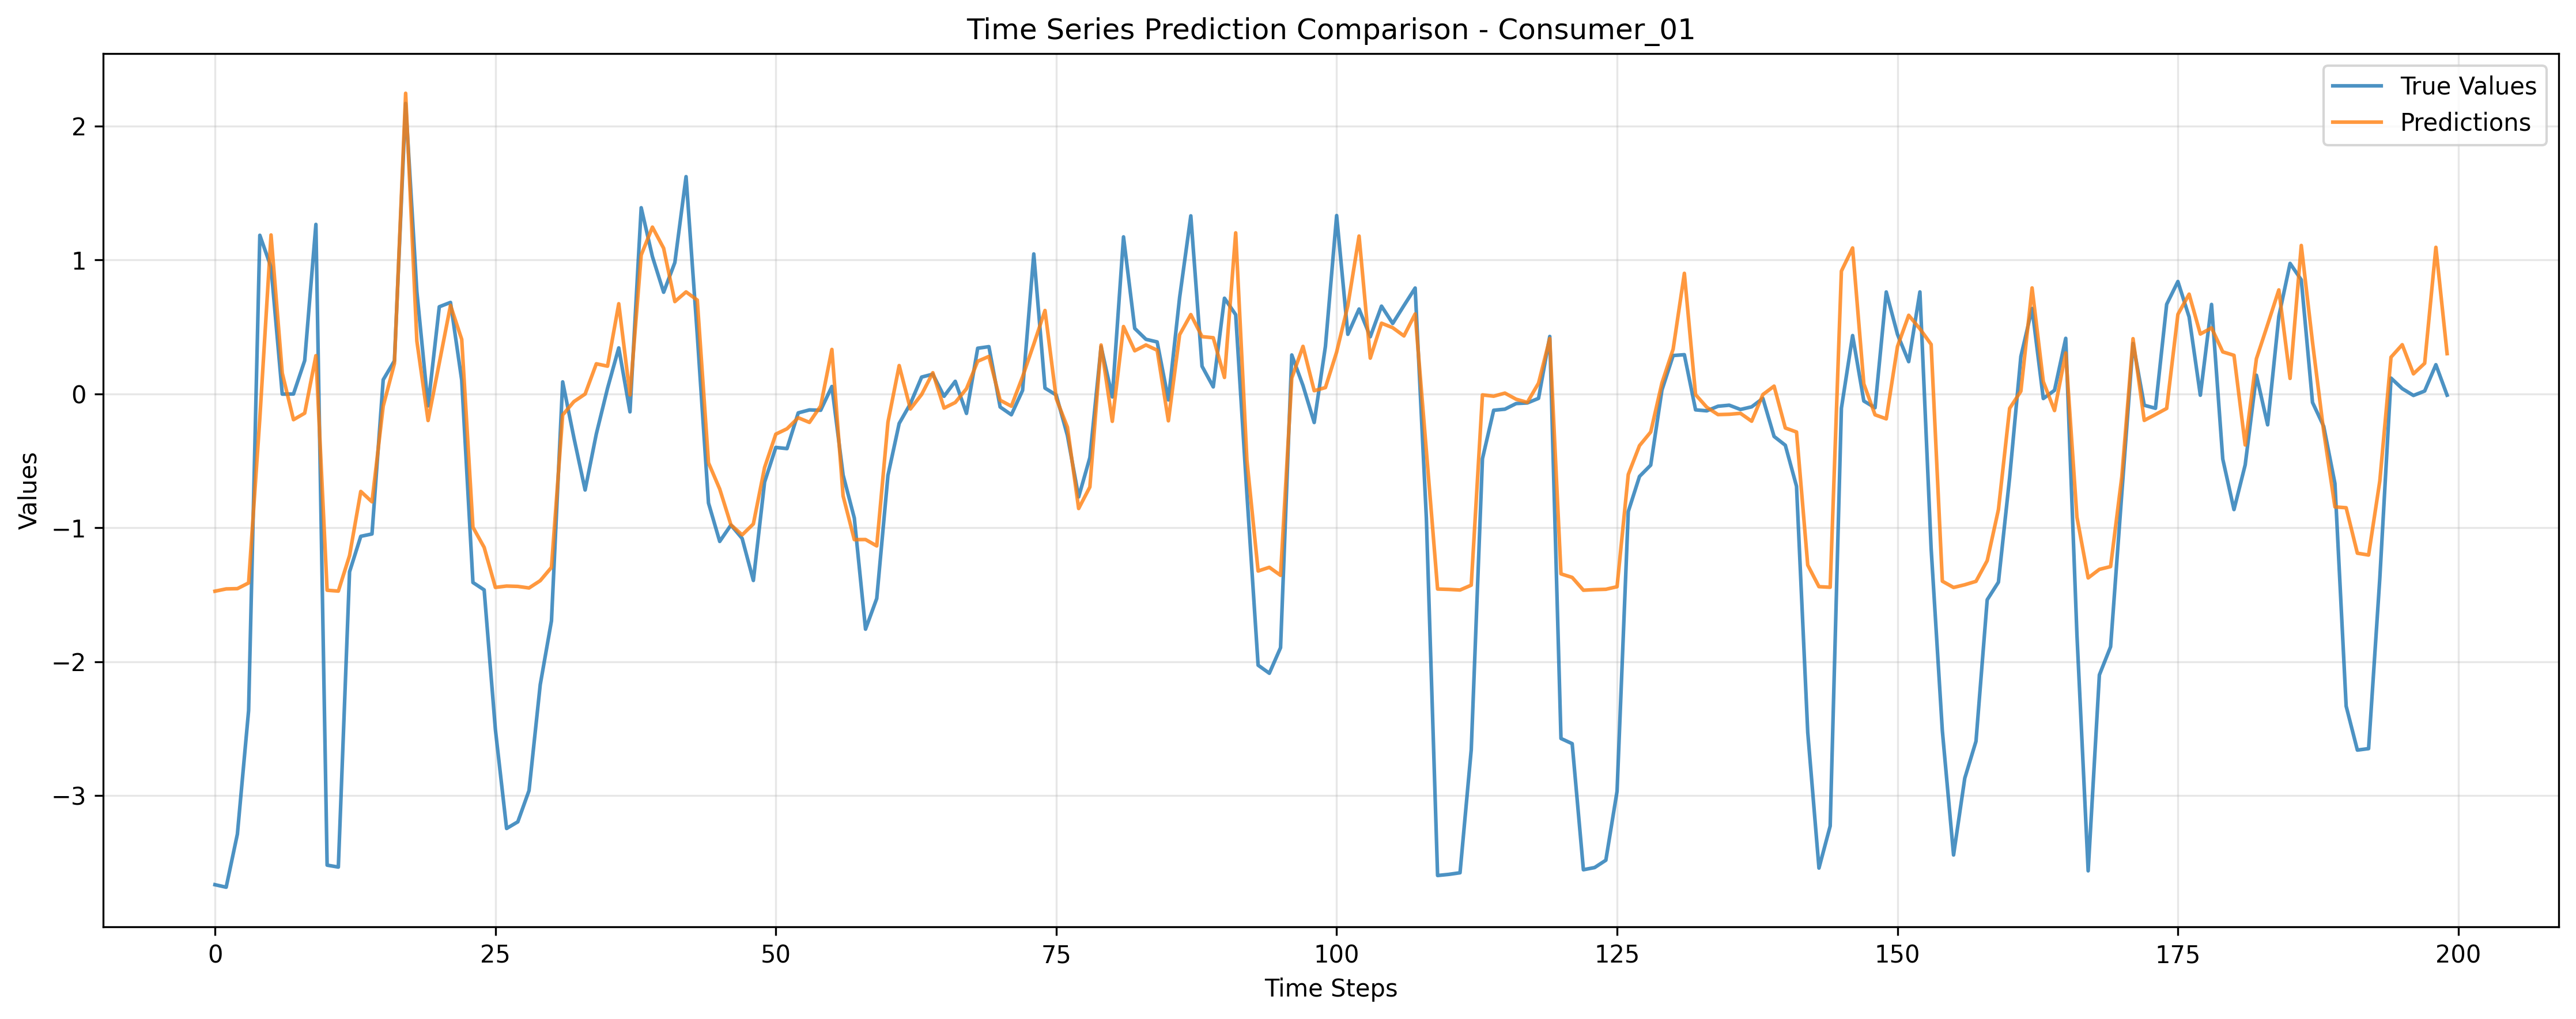 Time Series Prediction Comparison - Consumer_01
True Values
Predictions
Values
2
1
0
−1
−2
−3
0 25 50 75 100 125 150 175 200
Time Steps